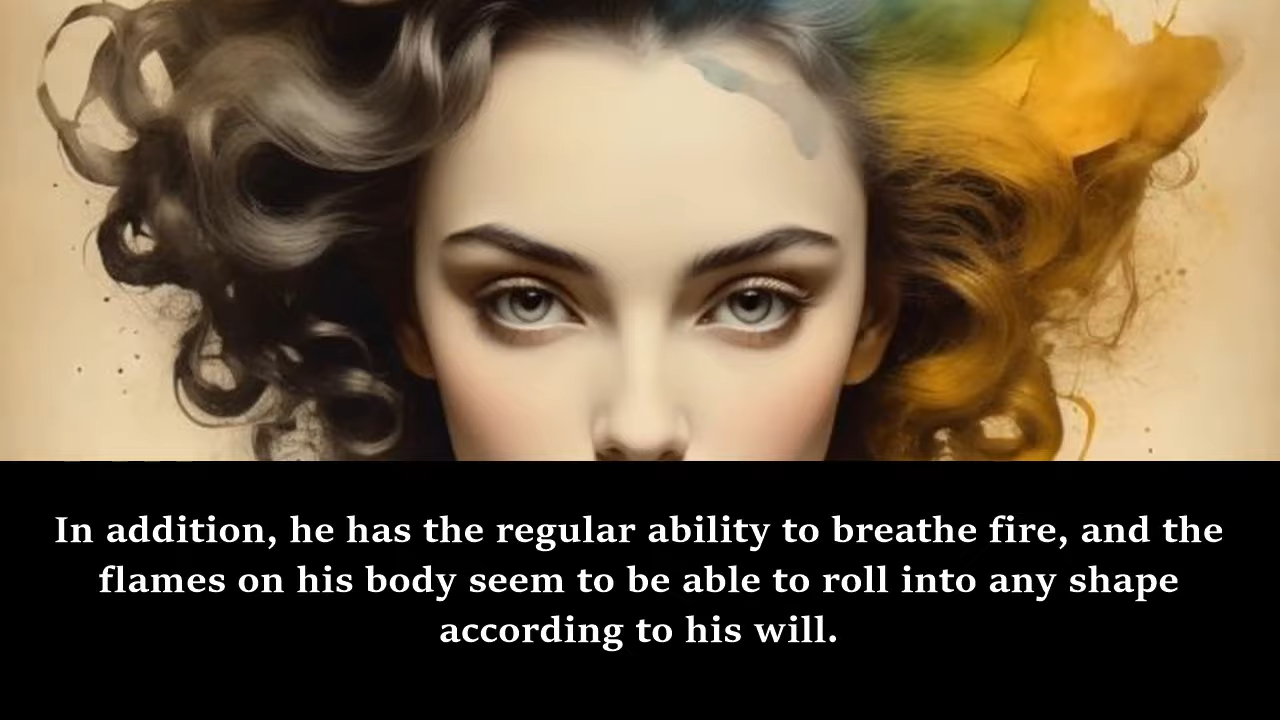 In addition, he has the regular ability to breathe fire, and the
flames on his body seem to be able to roll into any shape
according to his will.